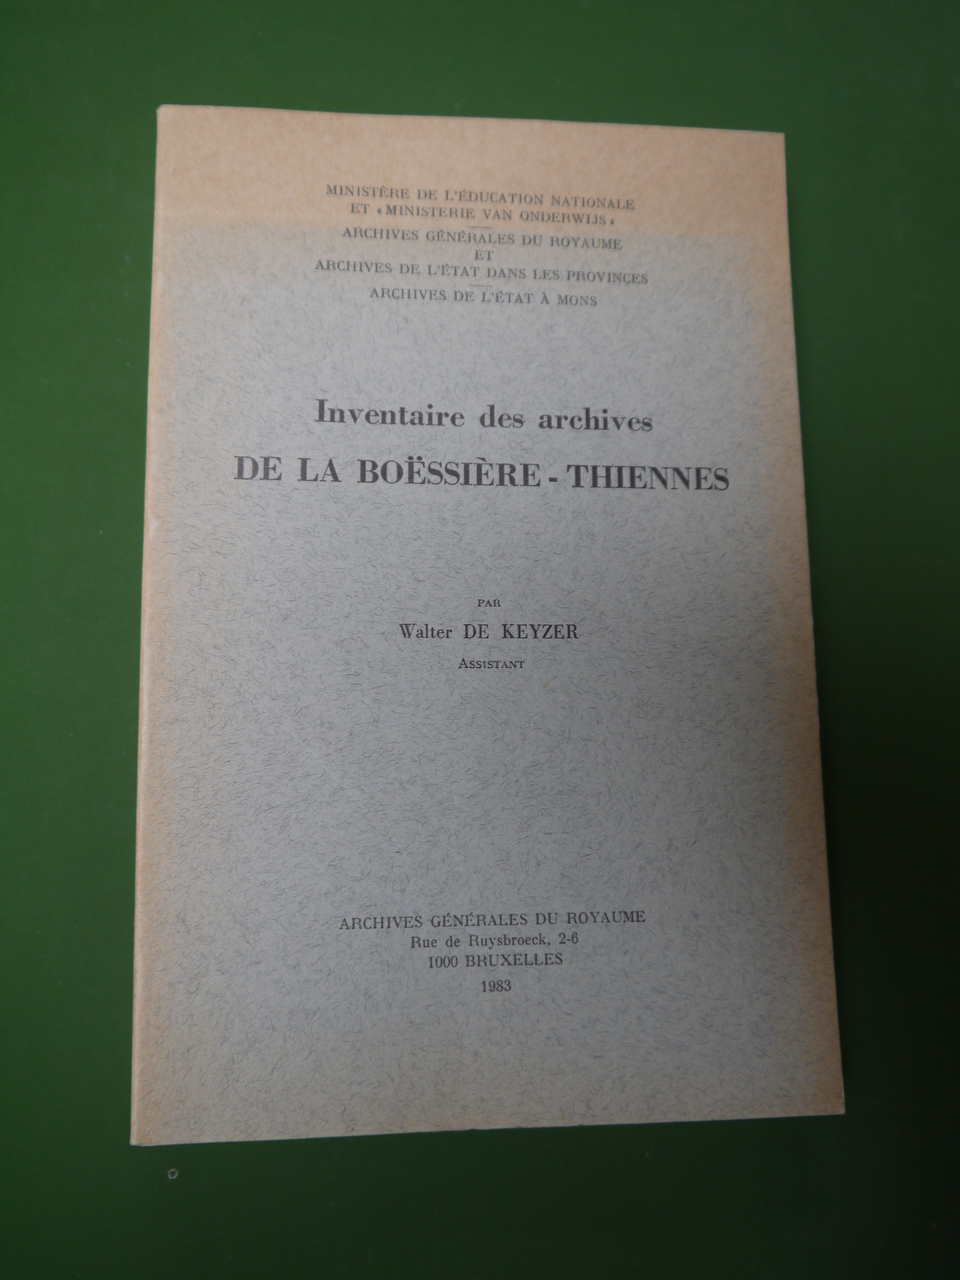 MINISTÈRE DE L'ÉDUCATION NATIONALE
ET « MINISTERIE VAN ONDERWIJS »
ARCHIVES GÉNÉRALES DU ROYAUME
ET
ARCHIVES DE L'ÉTAT DANS LES PROVINCES
ARCHIVES DE L'ÉTAT À MONS
Inventaire des archives
DE LA BOËSSIÈRE - THIENNES
PAR
Walter DE KEYZER
ASSISTANT
ARCHIVES GÉNÉRALES DU ROYAUME
Rue de Ruysbroeck, 2-6
1000 BRUXELLES
1983